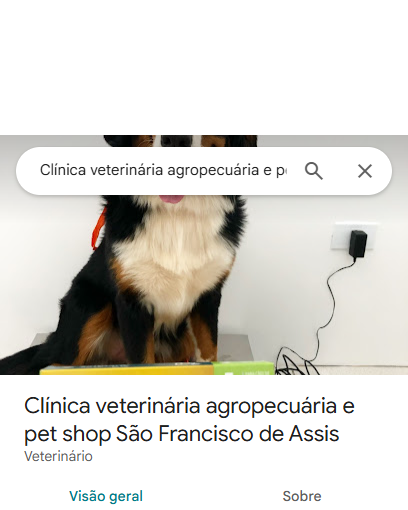 Clínica veterinária agropecuária e p
Clínica veterinária agropecuária e
pet shop São Francisco de Assis
Veterinário
Visão geral Sobre